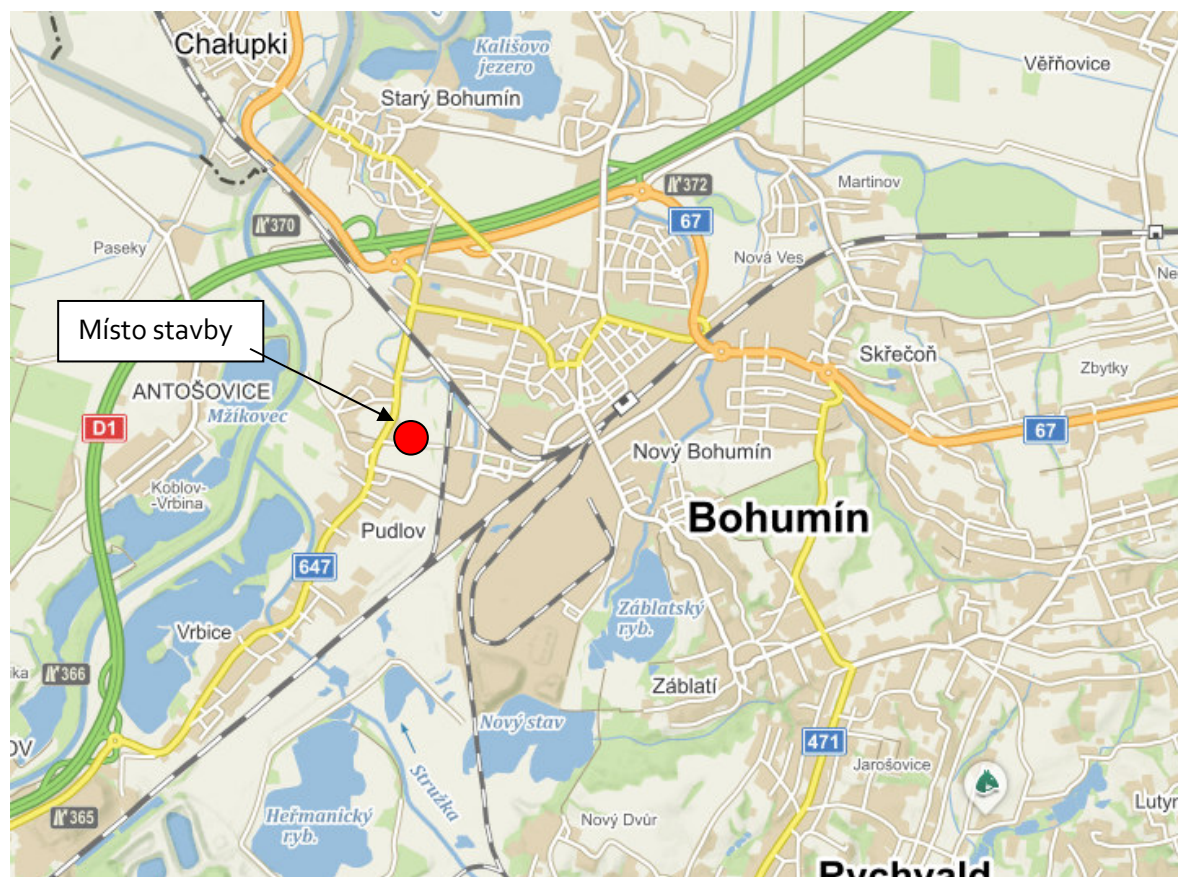 Chałupki
Kališovo
jezero
Věřňovice
Starý Bohumín
372
Martinov
370
67
Paseky
Nová Ves
Místo stavby
Skřečoň
Zbytky
ANTOŠOVICE
Mžíkovec
D1
67
Nový Bohumín
Koblov-
-Vrbina
Bohumín
Pudlov
647
Záblatský
ryb.
Vrbice
366
Záblatí
Nový stav
471
Jarošovice
Stružka
365
Heřmanický
ryb.
Nový Dvůr
Lutyn
Rychvald